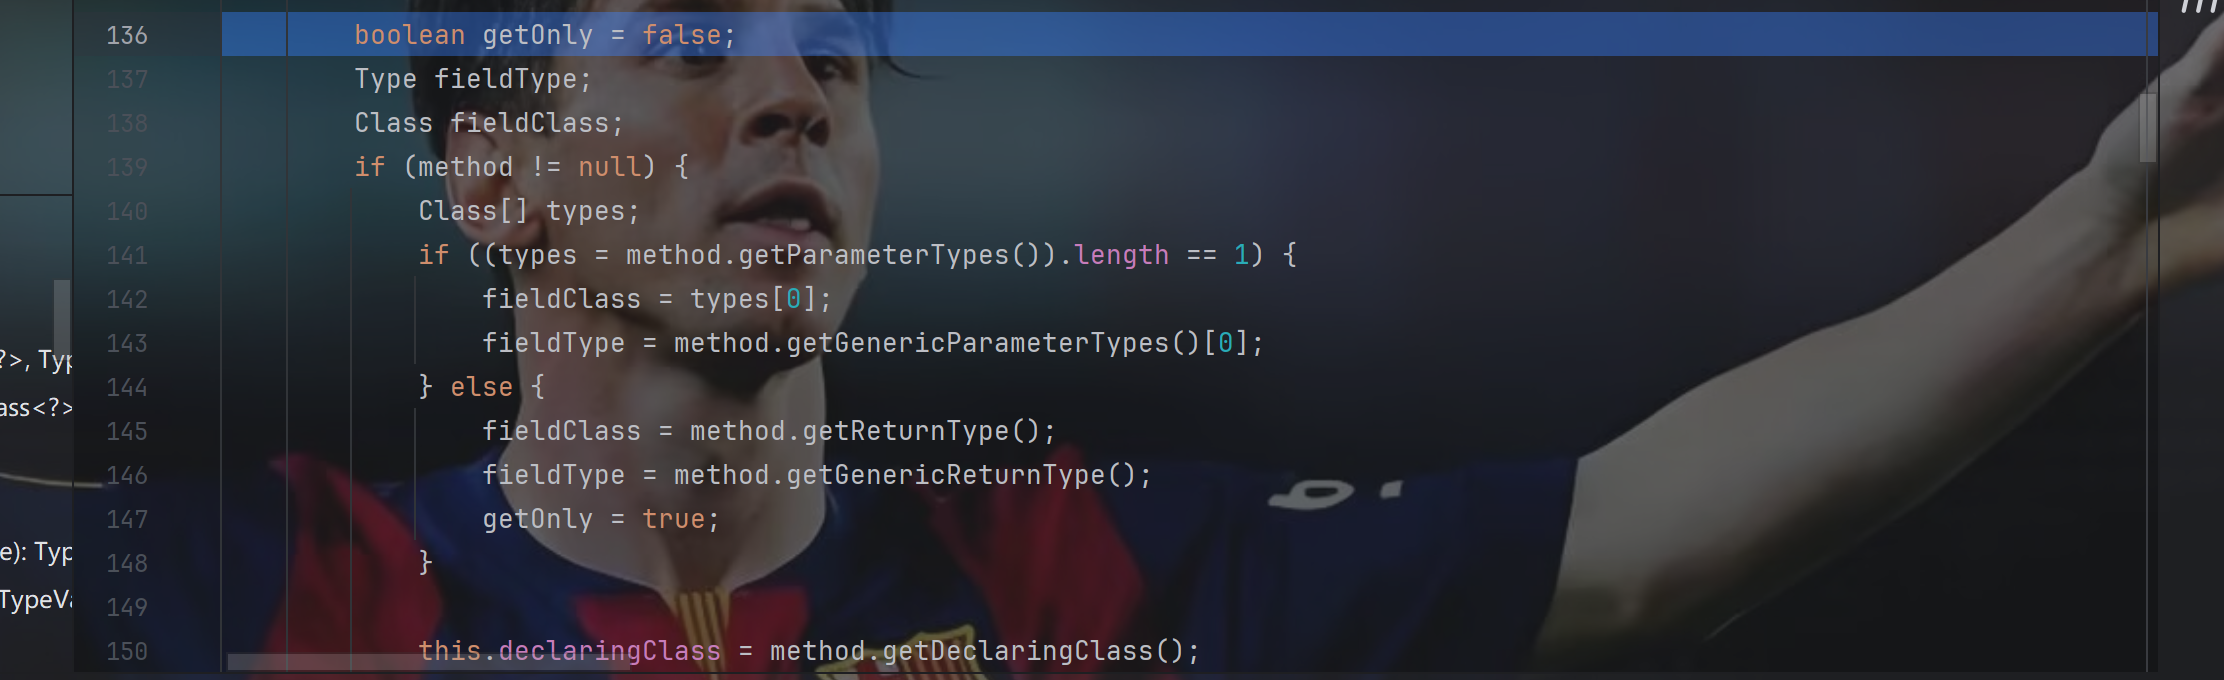 136 boolean getOnly = false;
137 Type fieldType;
138 Class fieldClass;
139 if (method != null) {
140 Class[] types;
141 if ((types = method.getParameterTypes()).length == 1) {
142 fieldClass = types[0];
143 fieldType = method.getGenericParameterTypes()[0];
144 } else {
145 fieldClass = method.getReturnType();
146 fieldType = method.getGenericReturnType();
147 getOnly = true;
148 }
149
150 this.declaringClass = method.getDeclaringClass();
?>, Typ
ass<?>
e): Typ
TypeVa